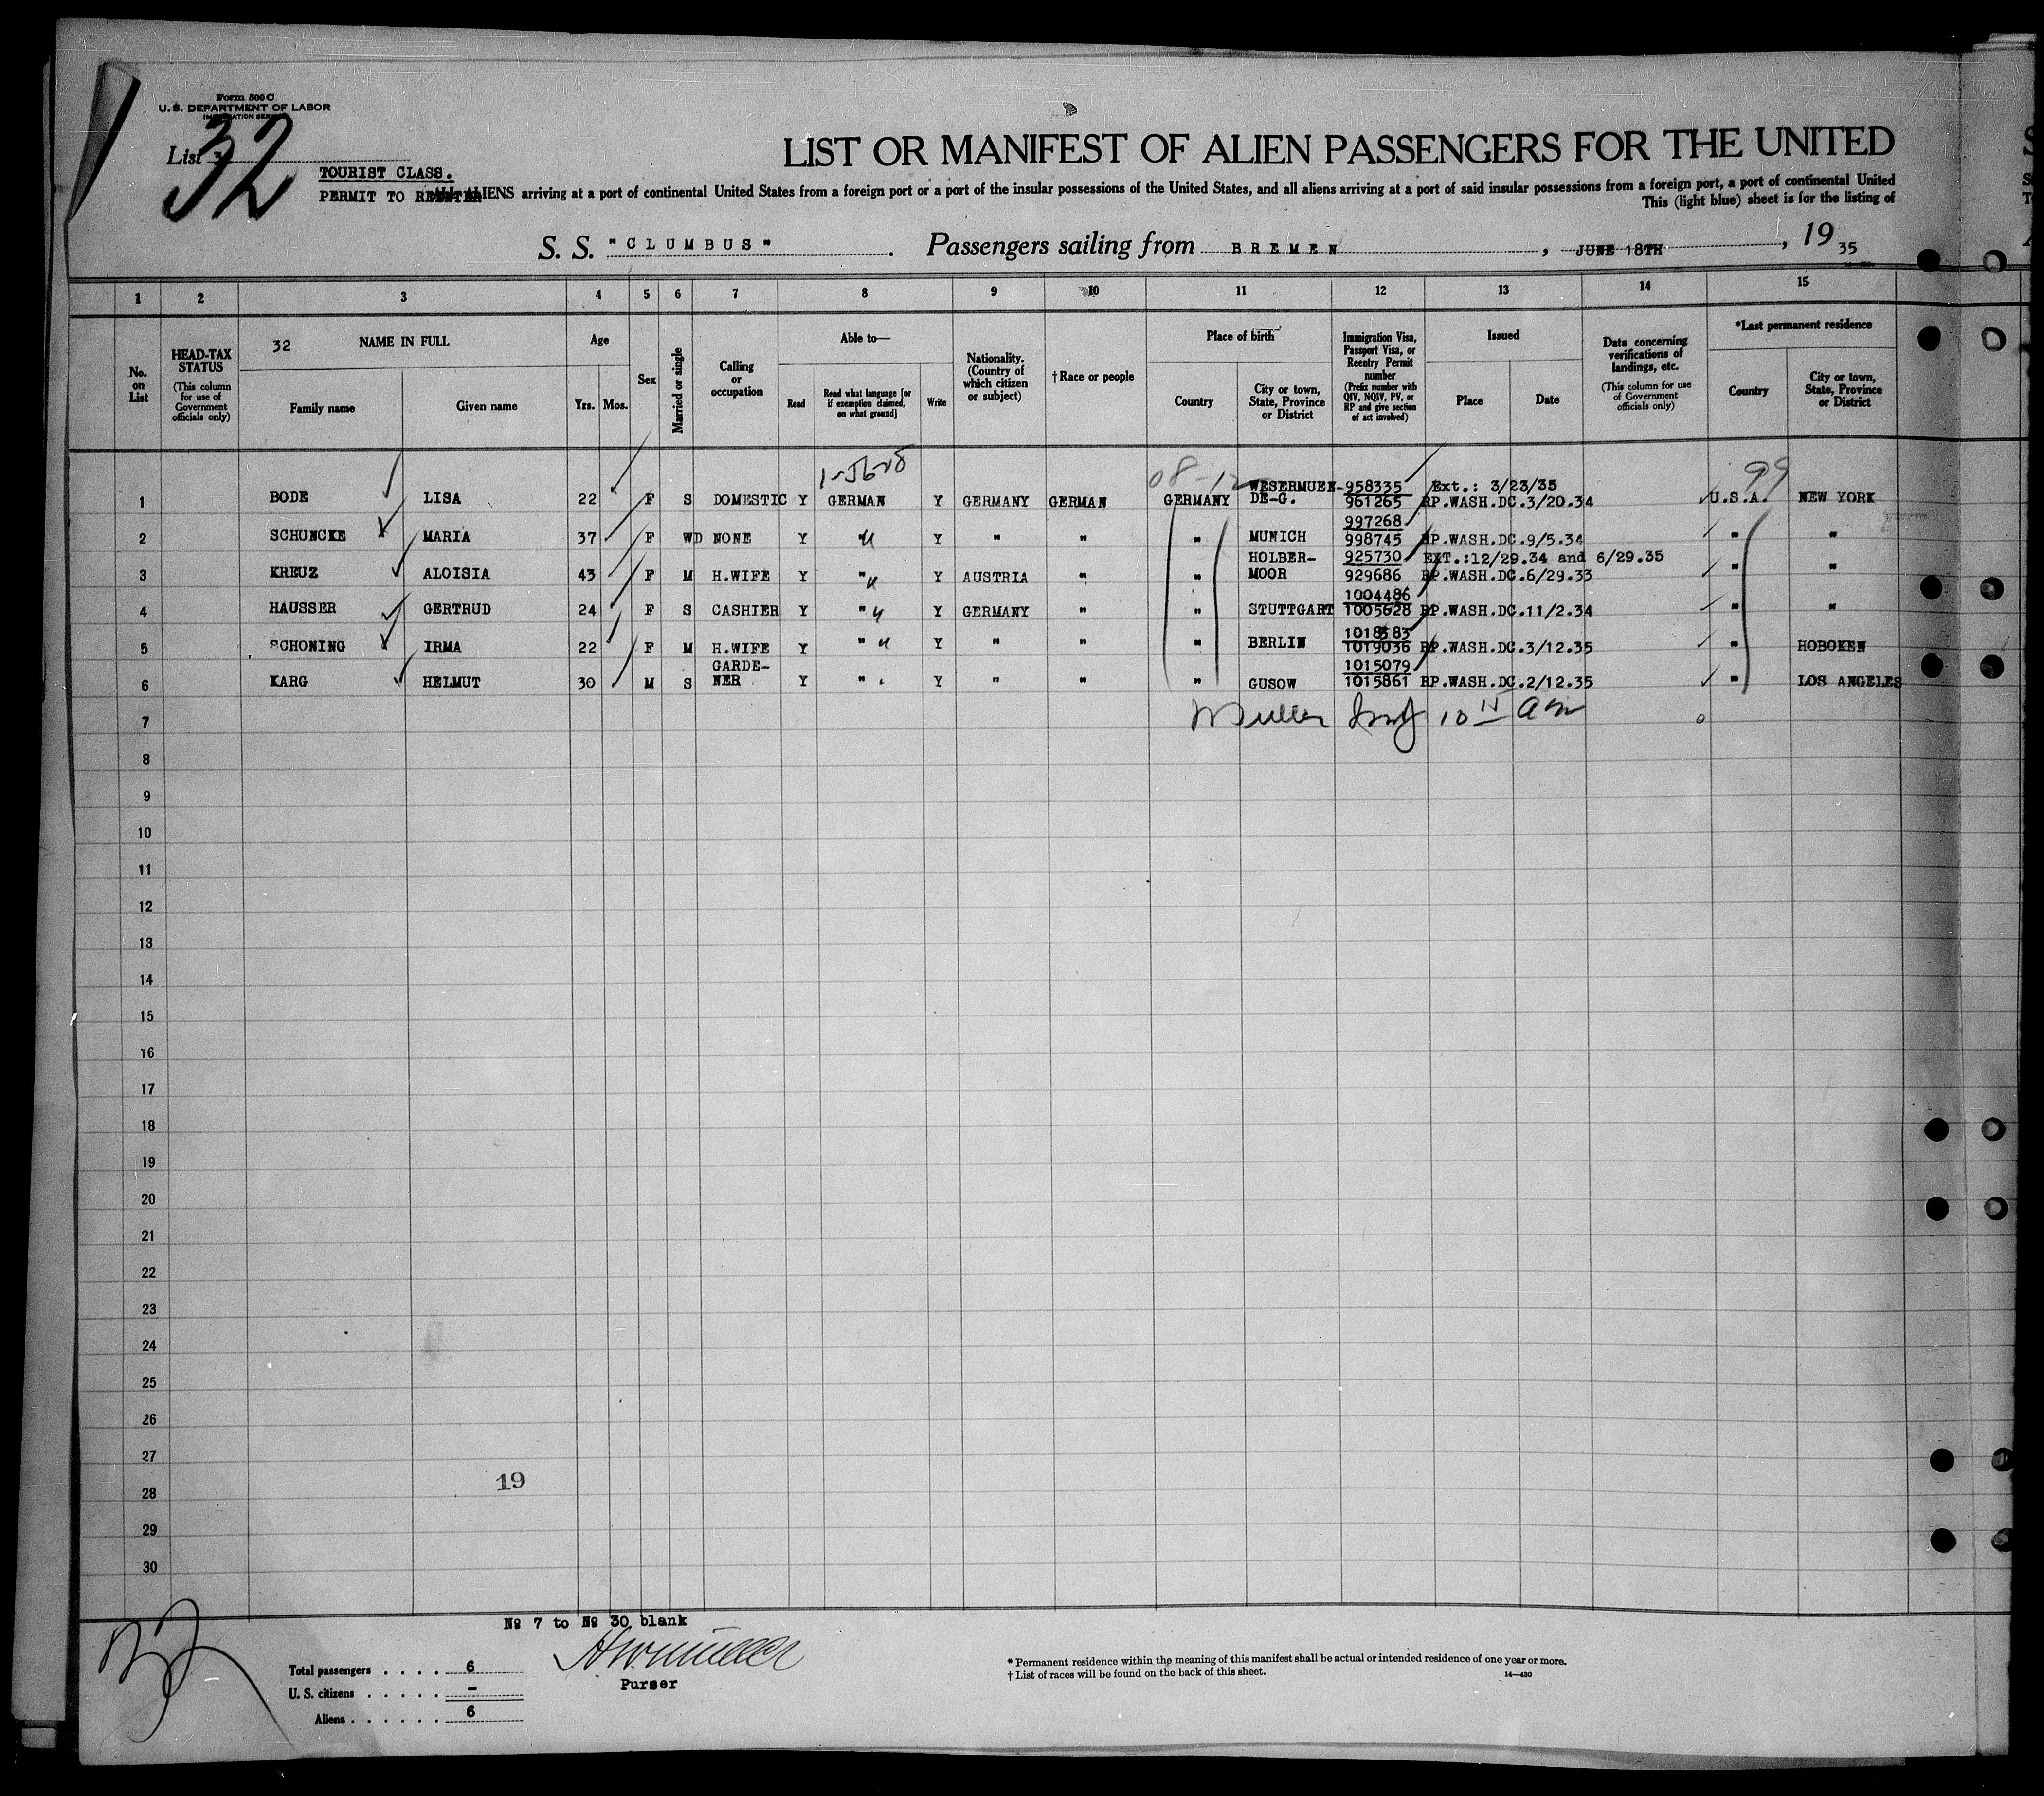 Form 500 C
U. S. DEPARTMENT OF LABOR
IMMIGRATION SERVICE
List 3
32
TOURIST CLASS.
PERMIT TO REENTER
LIST OR MANIFEST OF ALIEN PASSENGERS FOR THE UNITED
ALL ALIENS arriving at a port of continental United States from a foreign port or a port of the insular possessions of the United States, and all aliens arriving at a port of said insular possessions from a foreign port, a port of continental United
This (light blue) sheet is for the listing of
S. S. "CLUMBUS". Passengers sailing from BREMEN, JUNE 18TH, 19 35
1 2 3 4 5 6 7 8 9 10 11 12 13 14 15
No. on List
HEAD-TAX STATUS (This column for use of Government officials only)
32 NAME IN FULL
Family name Given name
Age
Yrs. Mos.
Sex
Married or single
Calling or occupation
Able to—
Read
Read what language [or if exemption claimed, on what ground]
Write
Nationality. (Country of which citizen or subject)
†Race or people
Place of birth
Country
City or town, State, Province or District
Immigration Visa, Passport Visa, or Reentry Permit number (Prefix number with QIV, NQIV, PV, or RP and give section of act involved)
Issued
Place Date
Data concerning verifications of landings, etc. (This column for use of Government officials only)
*Last permanent residence
Country
City or town, State, Province or District
08-12 99
WESERMUEN- 958335 Ext.: 3/23/35
1 BODE LISA 22 F S DOMESTIC Y GERMAN Y GERMANY GERMAN GERMANY DE-G. 961265 RP.WASH.DC.3/20.34 U.S.A. NEW YORK
997268
2 SCHUNCKE MARIA 37 F WD NONE Y " Y " " " MUNICH 998745 RP.WASH.DC.9/5.34 " "
HOLBER- 925730 EXT.:12/29.34 and 6/29.35
3 KREUZ ALOISIA 43 F M H.WIFE Y " Y AUSTRIA " " MOOR 929686 RP.WASH.DC.6/29.33 " "
1004486
4 HAUSSER GERTRUD 24 F S CASHIER Y " Y GERMANY " " STUTTGART 1005628 RP.WASH.DC.11/2.34 " "
5 SCHONING IRMA 22 F M H.WIFE Y " Y " " " BERLIN 1019036 RP.WASH.DC.3/12.35 " HOBOKEN
GARDE- 1015079
6 KARG HELMUT 30 M S NER Y " Y " " " GUSOW 1015861 RP.WASH.DC.2/12.35 " LOS ANGELES
7
8
9
10
11
12
13
14
15
16
17
18
19
20
21
22
23
24
25
26
27
19
28
29
30
Nº 7 to Nº 30 blank
Total passengers . . . . 6
U. S. citizens . . . . . –
Aliens . . . . . . 6
Purser
* Permanent residence within the meaning of this manifest shall be actual or intended residence of one year or more.
† List of races will be found on the back of this sheet. 14—430